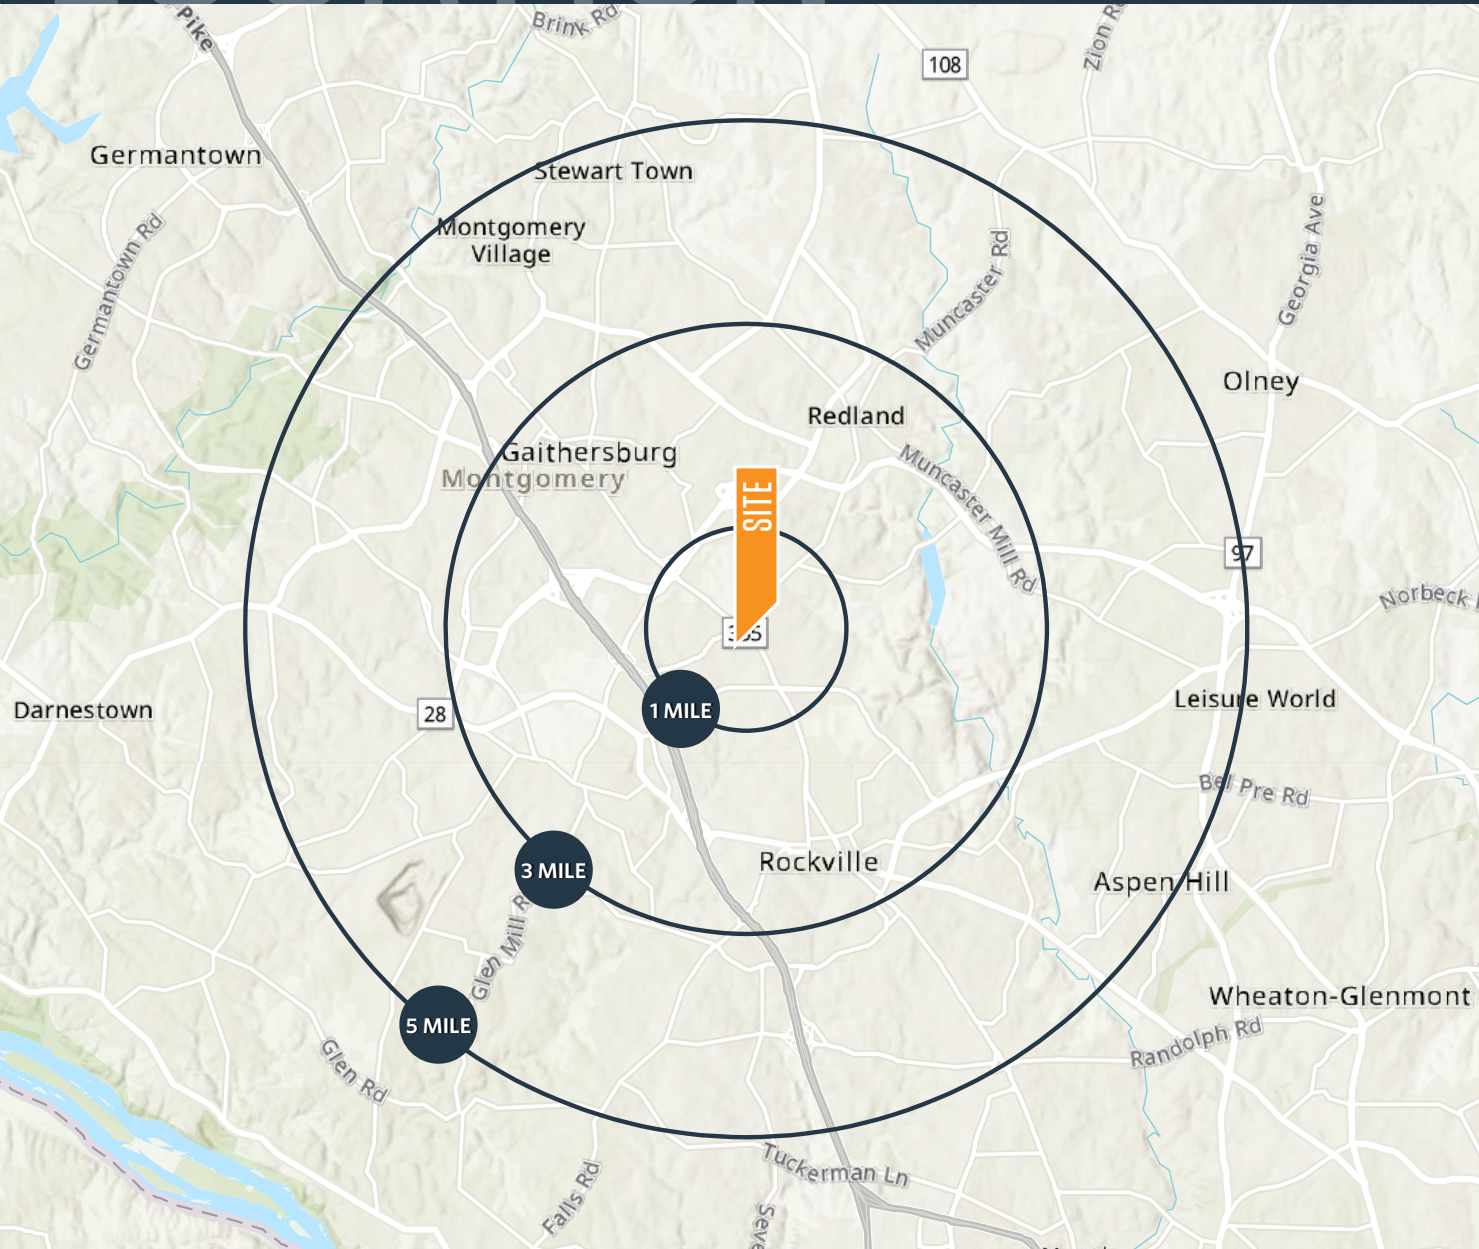 Pike
Brink Rd
Zion Rd
108
Germantown
Stewart Town
Montgomery
Village
Germantown Rd
Muncaster Rd
Georgia Ave
Olney
Redland
Gaithersburg
Montgomery
SITE
Muncaster Mill Rd
97
Norbeck
Leisure World
Darnestown
28
1 MILE
Bel Pre Rd
Rockville
3 MILE
Aspen Hill
Glen Mill R
Wheaton-Glenmont
5 MILE
Randolph Rd
Glen Rd
Tuckerman Ln
Falls Rd
Seve